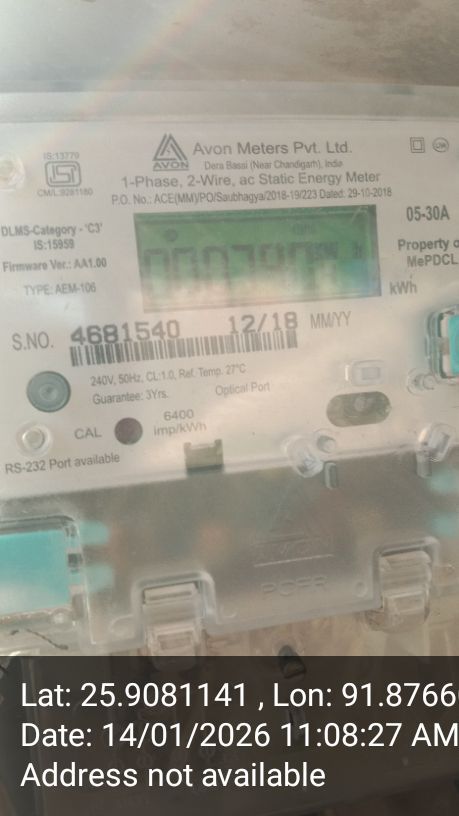 IS:13779
CM/L:9281180
AVON
Avon Meters Pvt. Ltd.
Dera Bassi (Near Chandigarh), India
1-Phase, 2-Wire, ac Static Energy Meter
P.O. No.: ACE(MM)/PO/Saubhagya/2018-19/223 Dated: 29-10-2018
DLMS-Category - 'C3'
IS:15959
Firmware Ver.: AA1.00
TYPE: AEM-106
05-30A
Property o
MePDCL
kWh
S.NO. 4681540 12/18 MM/YY
240V, 50Hz, CL:1.0, Ref. Temp. 27°C
Guarantee: 3Yrs. Optical Port
CAL 6400
imp/kWh
RS-232 Port available
Lat: 25.9081141 , Lon: 91.8766
Date: 14/01/2026 11:08:27 AM
Address not available